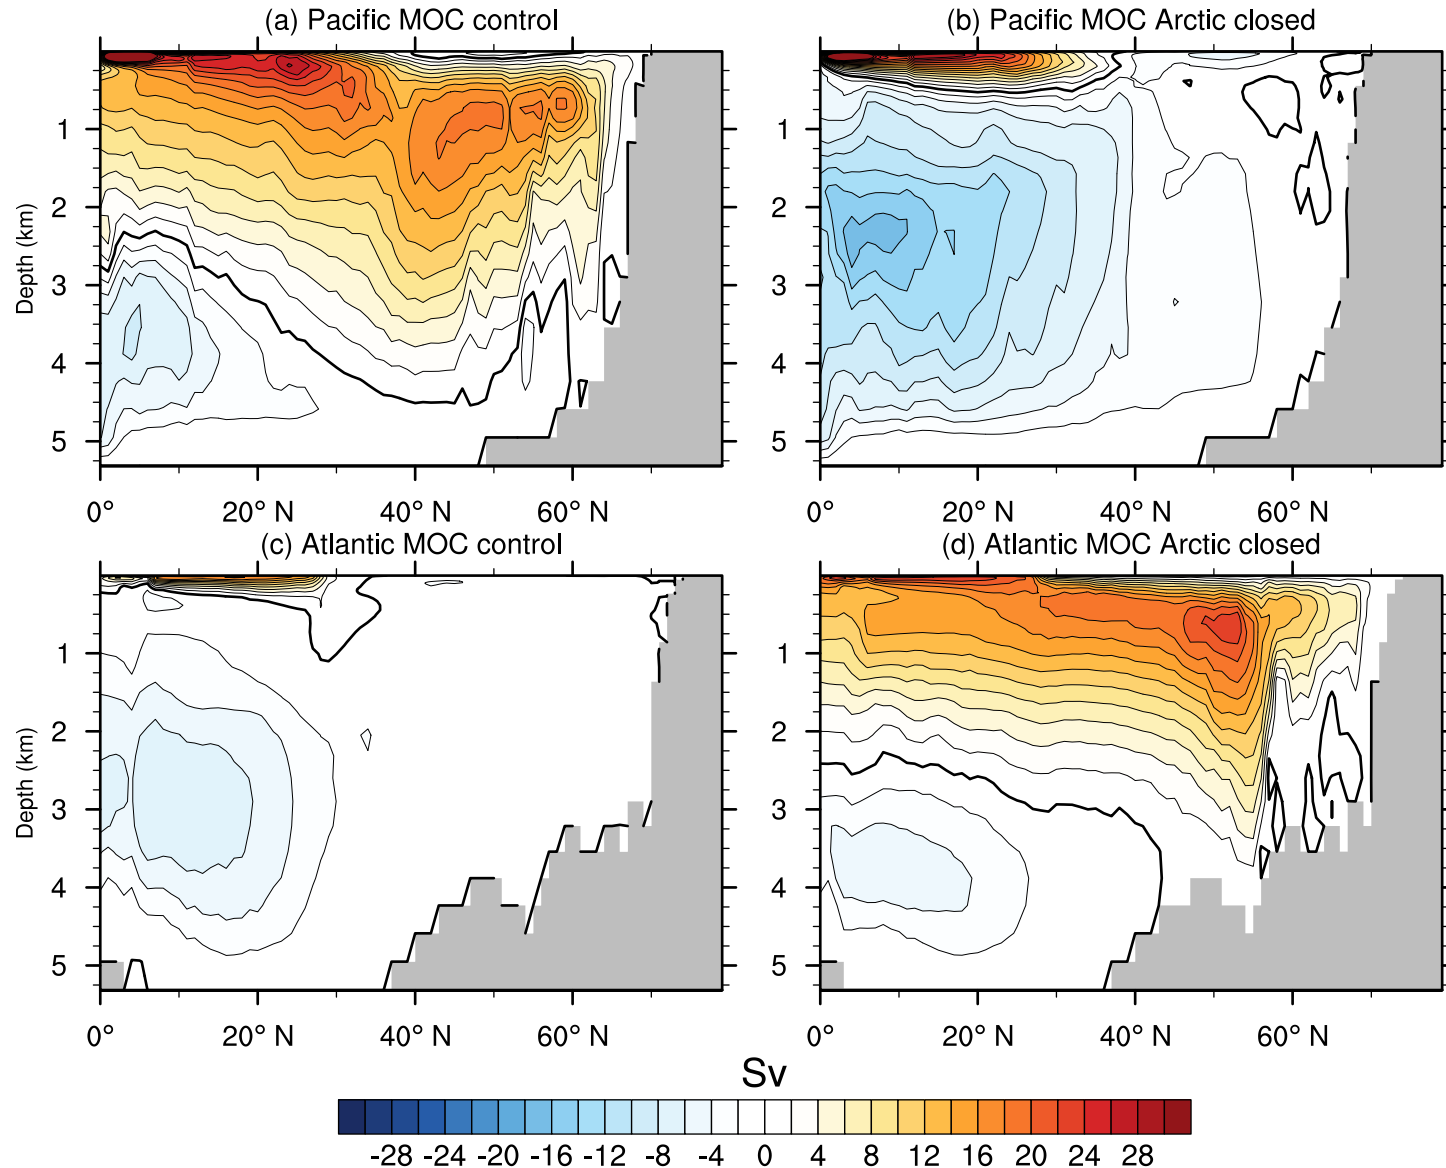 (a) Pacific MOC control
(b) Pacific MOC Arctic closed
Depth (km)
1
2
3
4
5
1
2
3
4
5
0°
20° N
40° N
60° N
0°
20° N
40° N
60° N
(c) Atlantic MOC control
(d) Atlantic MOC Arctic closed
Depth (km)
1
2
3
4
5
1
2
3
4
5
0°
20° N
40° N
60° N
0°
20° N
40° N
60° N
Sv
-28 -24 -20 -16 -12 -8 -4 0 4 8 12 16 20 24 28